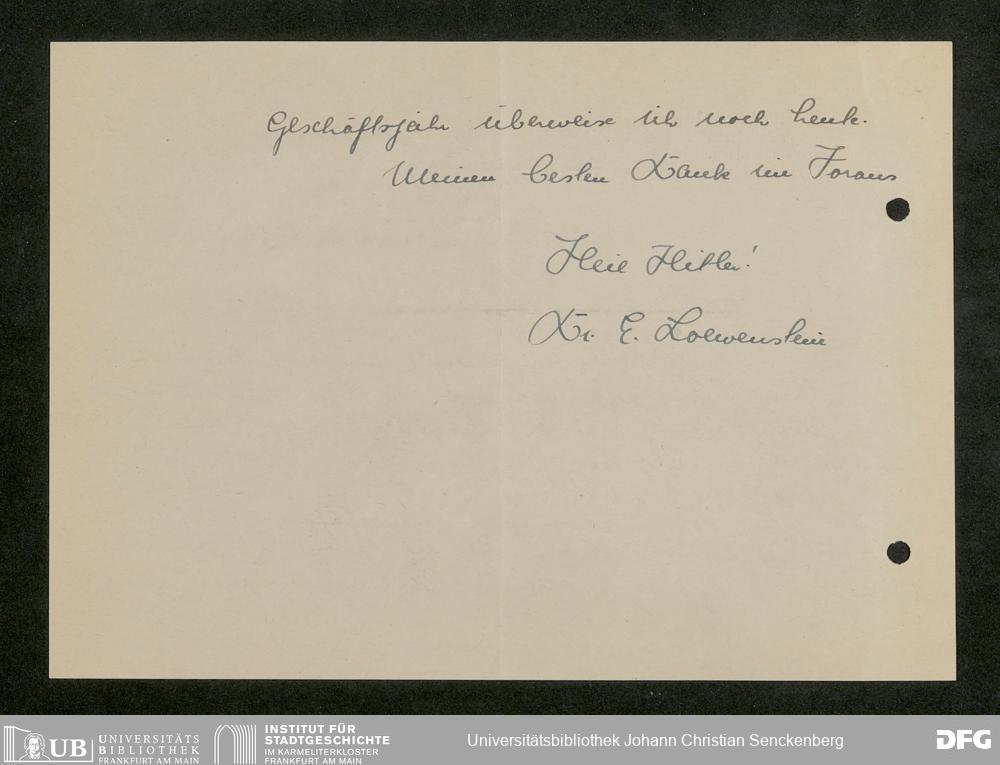 Geschäftsjahr überweise ich noch heute.
Meinen besten Dank im Voraus
Heil Hitler!
Dr. E. Loewenstein
UB UNIVERSITÄTS
BIBLIOTHEK
FRANKFURT AM MAIN
INSTITUT FÜR
STADTGESCHICHTE
IM KARMELITERKLOSTER
FRANKFURT AM MAIN
Universitätsbibliothek Johann Christian Senckenberg
DFG